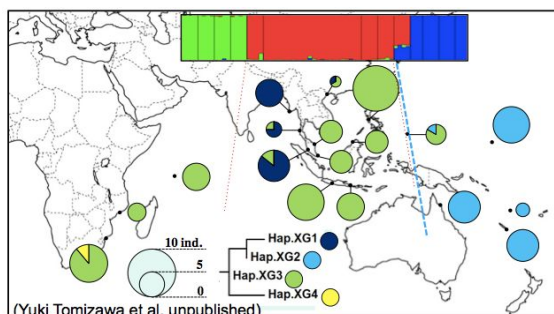 10 ind.
5
0
Hap.XG1
Hap.XG2
Hap.XG3
Hap.XG4
(Yuki Tomizawa et al. unpublished)